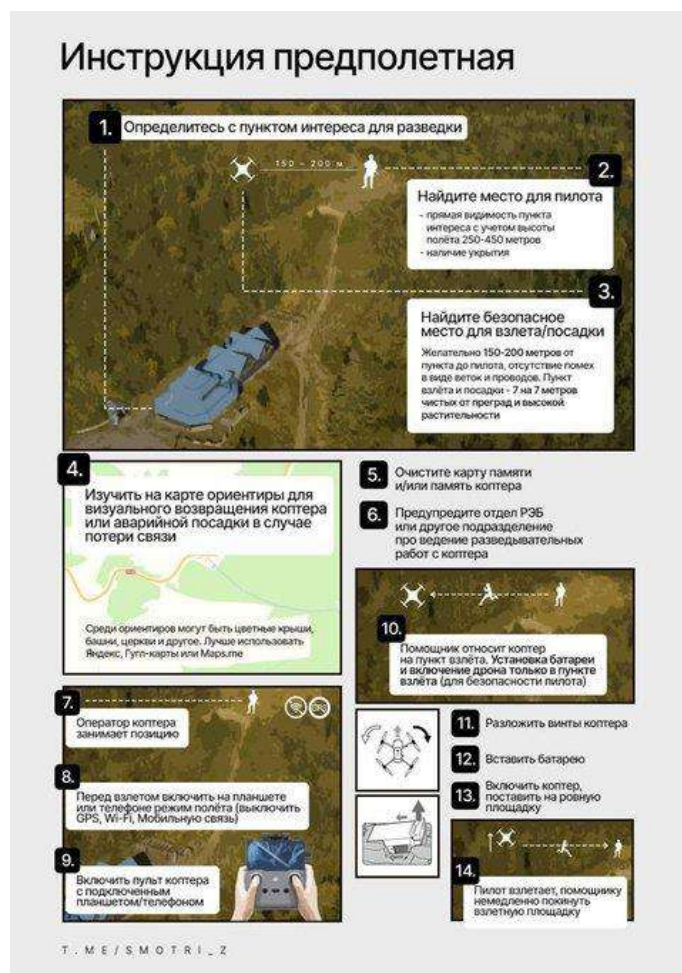 Инструкция предполетная
1. Определитесь с пунктом интереса для разведки
150 – 200 м
2.
Найдите место для пилота
- прямая видимость пункта
интереса с учетом высоты
полёта 250-450 метров
- наличие укрытия
3.
Найдите безопасное
место для взлета/посадки
Желательно 150-200 метров от
пункта до пилота, отсутствие помех
в виде веток и проводов. Пункт
взлёта и посадки - 7 на 7 метров
чистых от преград и высокой
растительности
4.
Изучить на карте ориентиры для
визуального возвращения коптера
или аварийной посадки в случае
потери связи
Среди ориентиров могут быть цветные крыши,
башни, церкви и другое. Лучше использовать
Яндекс, Гугл-карты или Maps.me
5. Очистите карту памяти
и/или память коптера
6. Предупредите отдел РЭБ
или другое подразделение
про ведение разведывательных
работ с коптера
7.
Оператор коптера
занимает позицию
8.
Перед взлетом включить на планшете
или телефоне режим полёта (выключить
GPS, Wi-Fi, Мобильную связь)
9.
Включить пульт коптера
с подключенным
планшетом/телефоном
10.
Помощник относит коптер
на пункт взлёта. Установка батареи
и включение дрона только в пункте
взлёта (для безопасности пилота)
11. Разложить винты коптера
12. Вставить батарею
13. Включить коптер,
поставить на ровную
площадку
14.
Пилот взлетает, помощнику
немедленно покинуть
взлетную площадку
T.ME/SMOTRI_Z